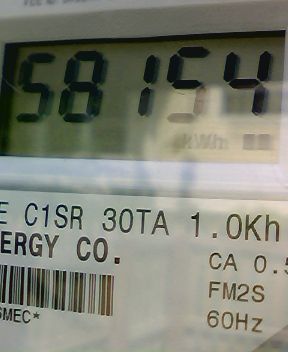 58154
kWh
E C1SR 30TA 1.0Kh
ERGY CO.
CA 0.5
FM2S
SMEC*
60Hz